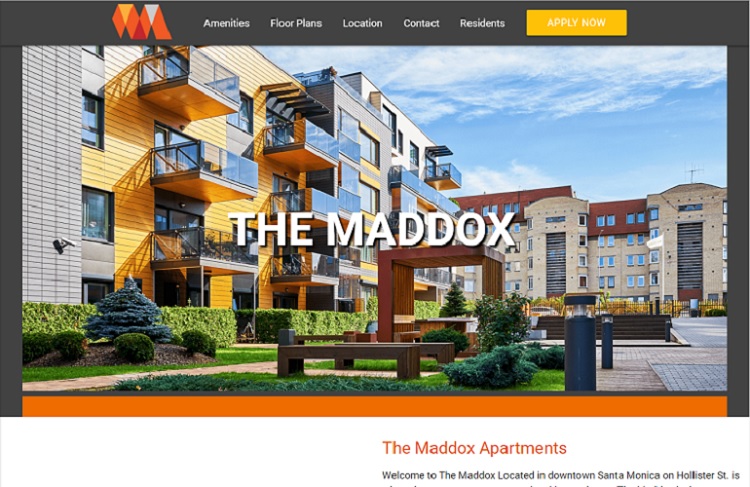 Amenities Floor Plans Location Contact Residents APPLY NOW
THE MADDOX
The Maddox Apartments
Welcome to The Maddox Located in downtown Santa Monica on Hollister St. is